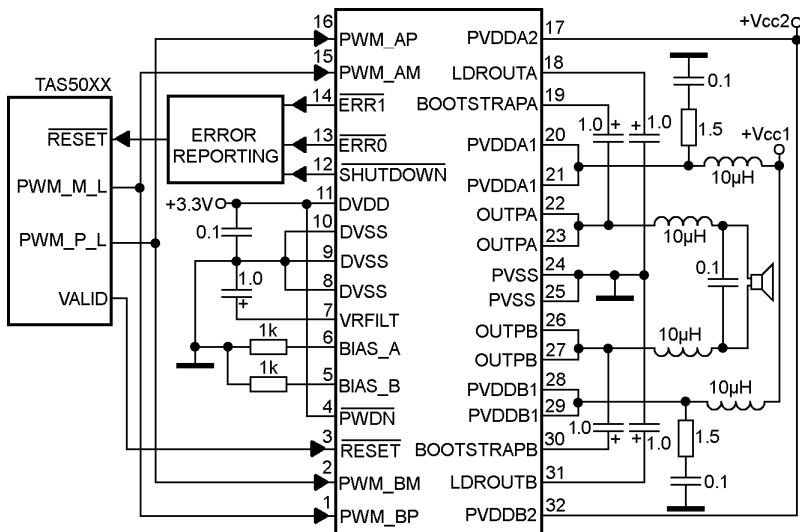 TAS50XX
RESET
PWM_M_L
PWM_P_L
VALID
ERROR
REPORTING
+3.3V
0.1
1.0
+
1k
1k
16
PWM_AP
15
PWM_AM
14
ERR1
13
ERR0
12
SHUTDOWN
11
DVDD
10
DVSS
9
DVSS
8
DVSS
7
VRFILT
6
BIAS_A
5
BIAS_B
4
PWDN
3
RESET
2
PWM_BM
1
PWM_BP
PVDDA2
17
LDROUTA
18
BOOTSTRAPA
19
PVDDA1
20
PVDDA1
21
OUTPA
22
OUTPA
23
PVSS
24
PVSS
25
OUTPB
26
OUTPB
27
PVDDB1
28
PVDDB1
29
BOOTSTRAPB
30
LDROUTB
31
PVDDB2
32
+Vcc2
0.1
1.0
+
+
1.0
1.5
+Vcc1
10µH
10µH
0.1
10µH
10µH
1.0
+
+
1.0
1.5
0.1